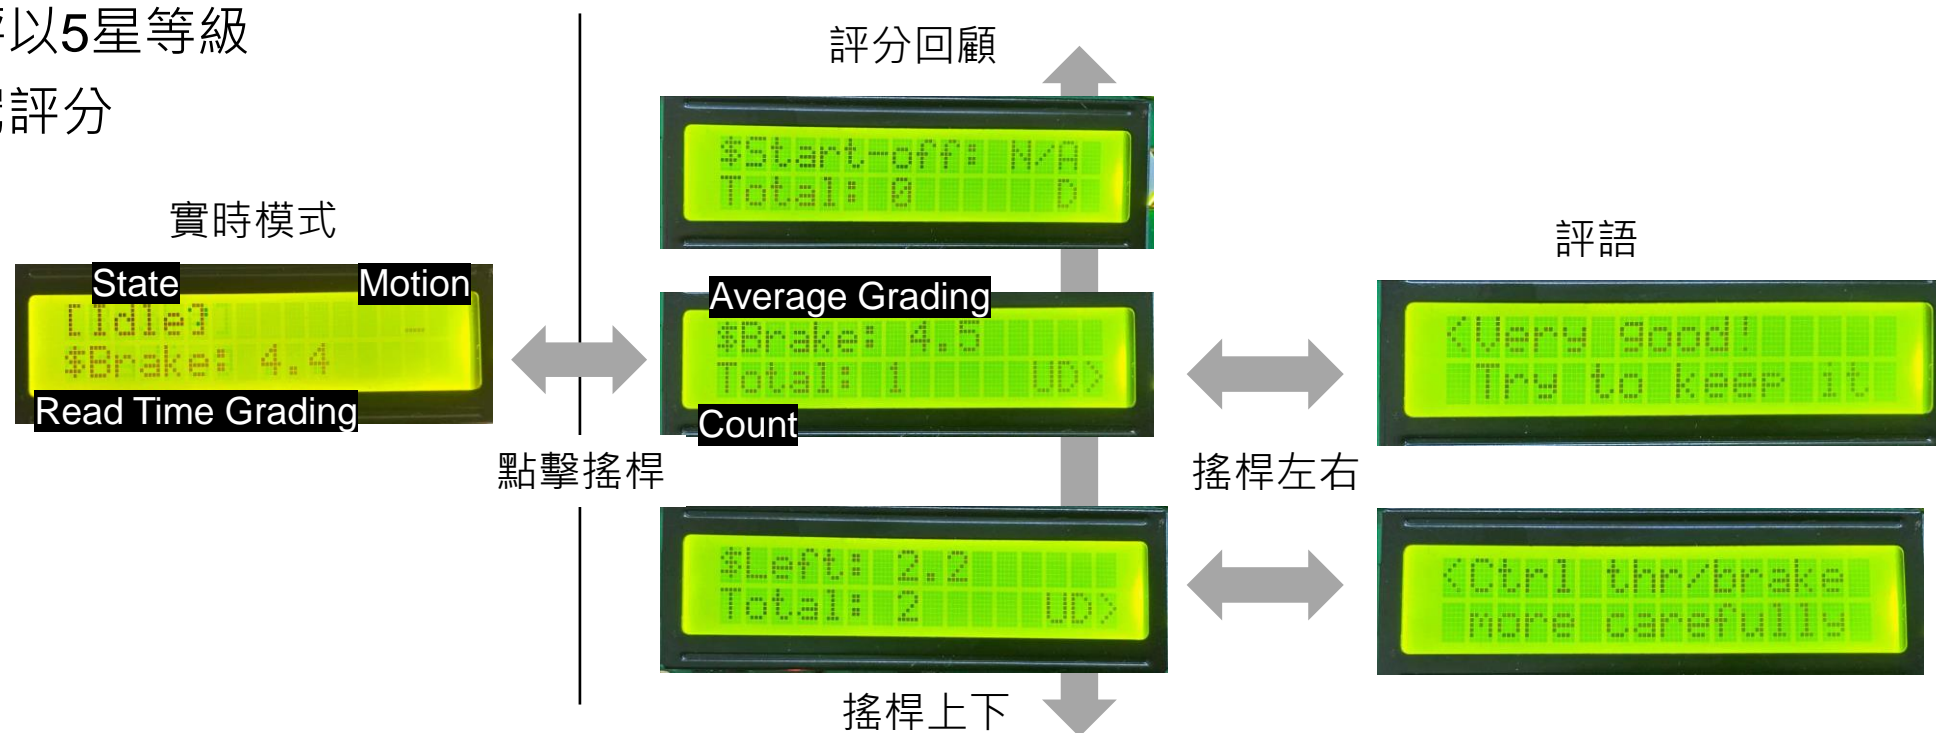 以5星等級
評分
實時模式
State
Motion
[Idle]
$Brake: 4.4
Read Time Grading
點擊搖桿
評分回顧
$Start-off: N/A
Total: 0 D
Average Grading
$Brake: 4.5
Total: 1 UD>
Count
$Left: 2.2
Total: 2 UD>
搖桿上下
搖桿左右
評語
<Very good!
Try to keep it
<Ctrl thr/brake
more carefully